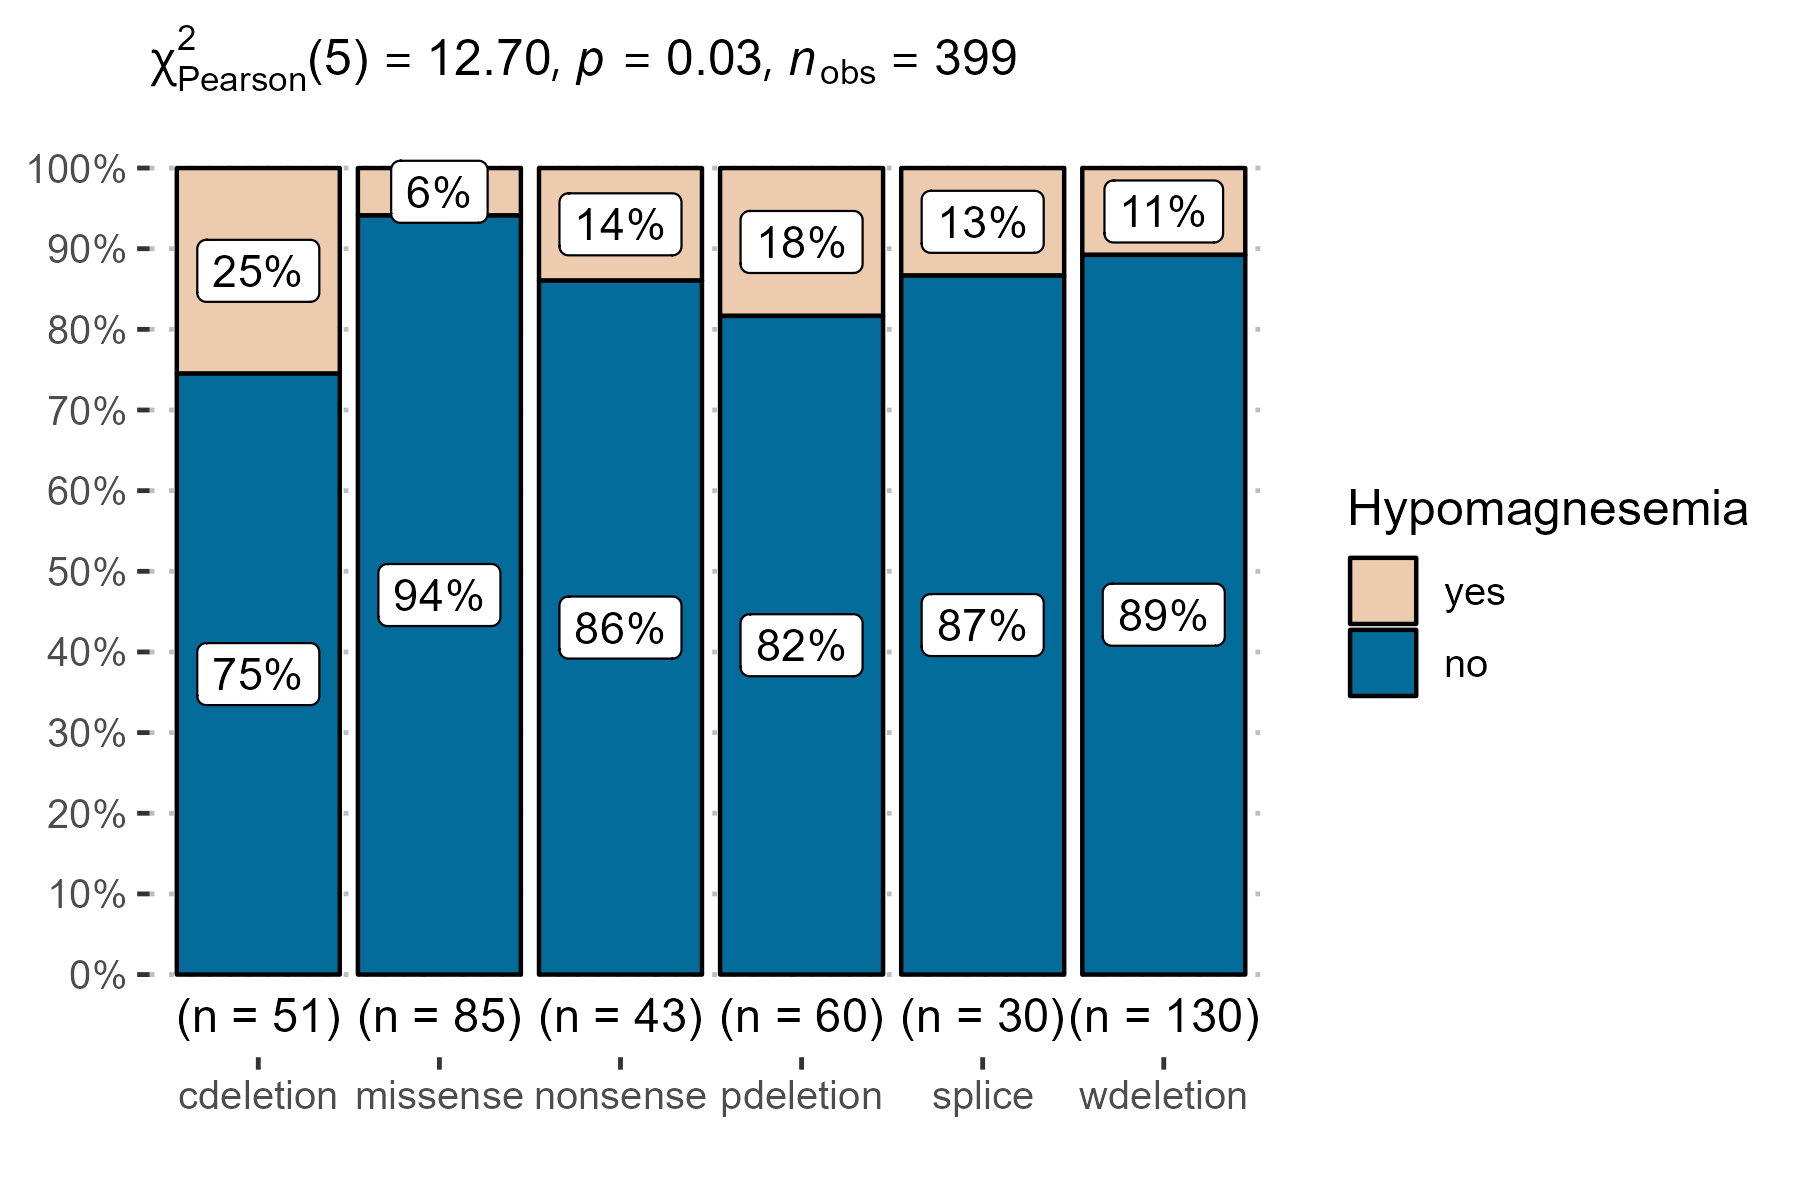 χ²Pearson(5) = 12.70, p = 0.03, nobs = 399
100%
90%
80%
70%
60%
50%
40%
30%
20%
10%
0%
25% 6% 14% 18% 13% 11%
75% 94% 86% 82% 87% 89%
(n = 51) (n = 85) (n = 43) (n = 60) (n = 30) (n = 130)
cdeletion missense nonsense pdeletion splice wdeletion
Hypomagnesemia
yes
no